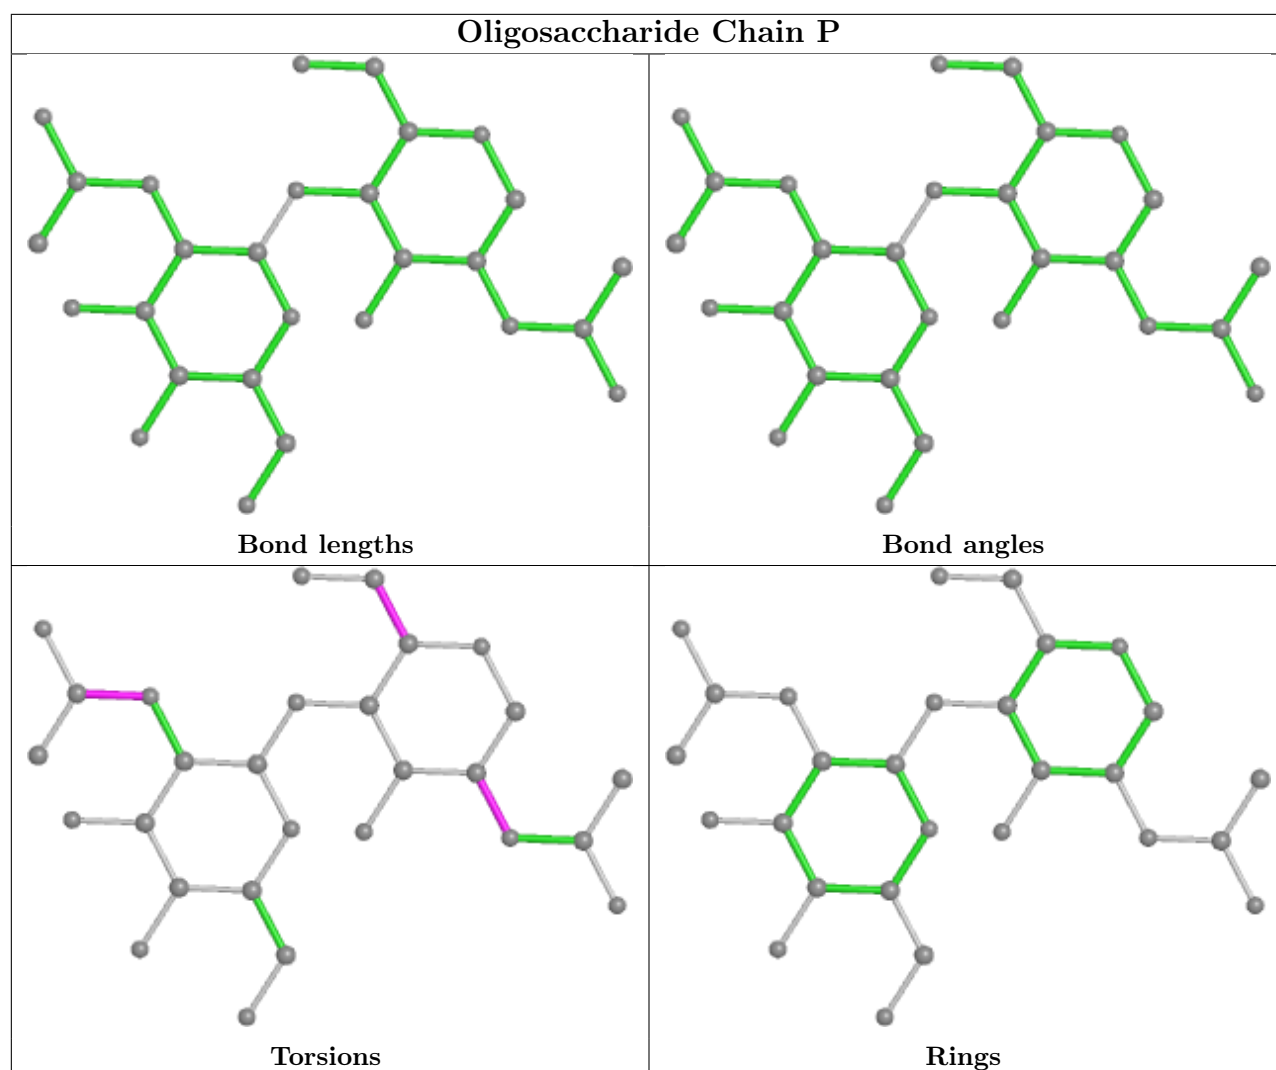 Oligosaccharide Chain P
Bond lengths
Bond angles
Torsions
Rings